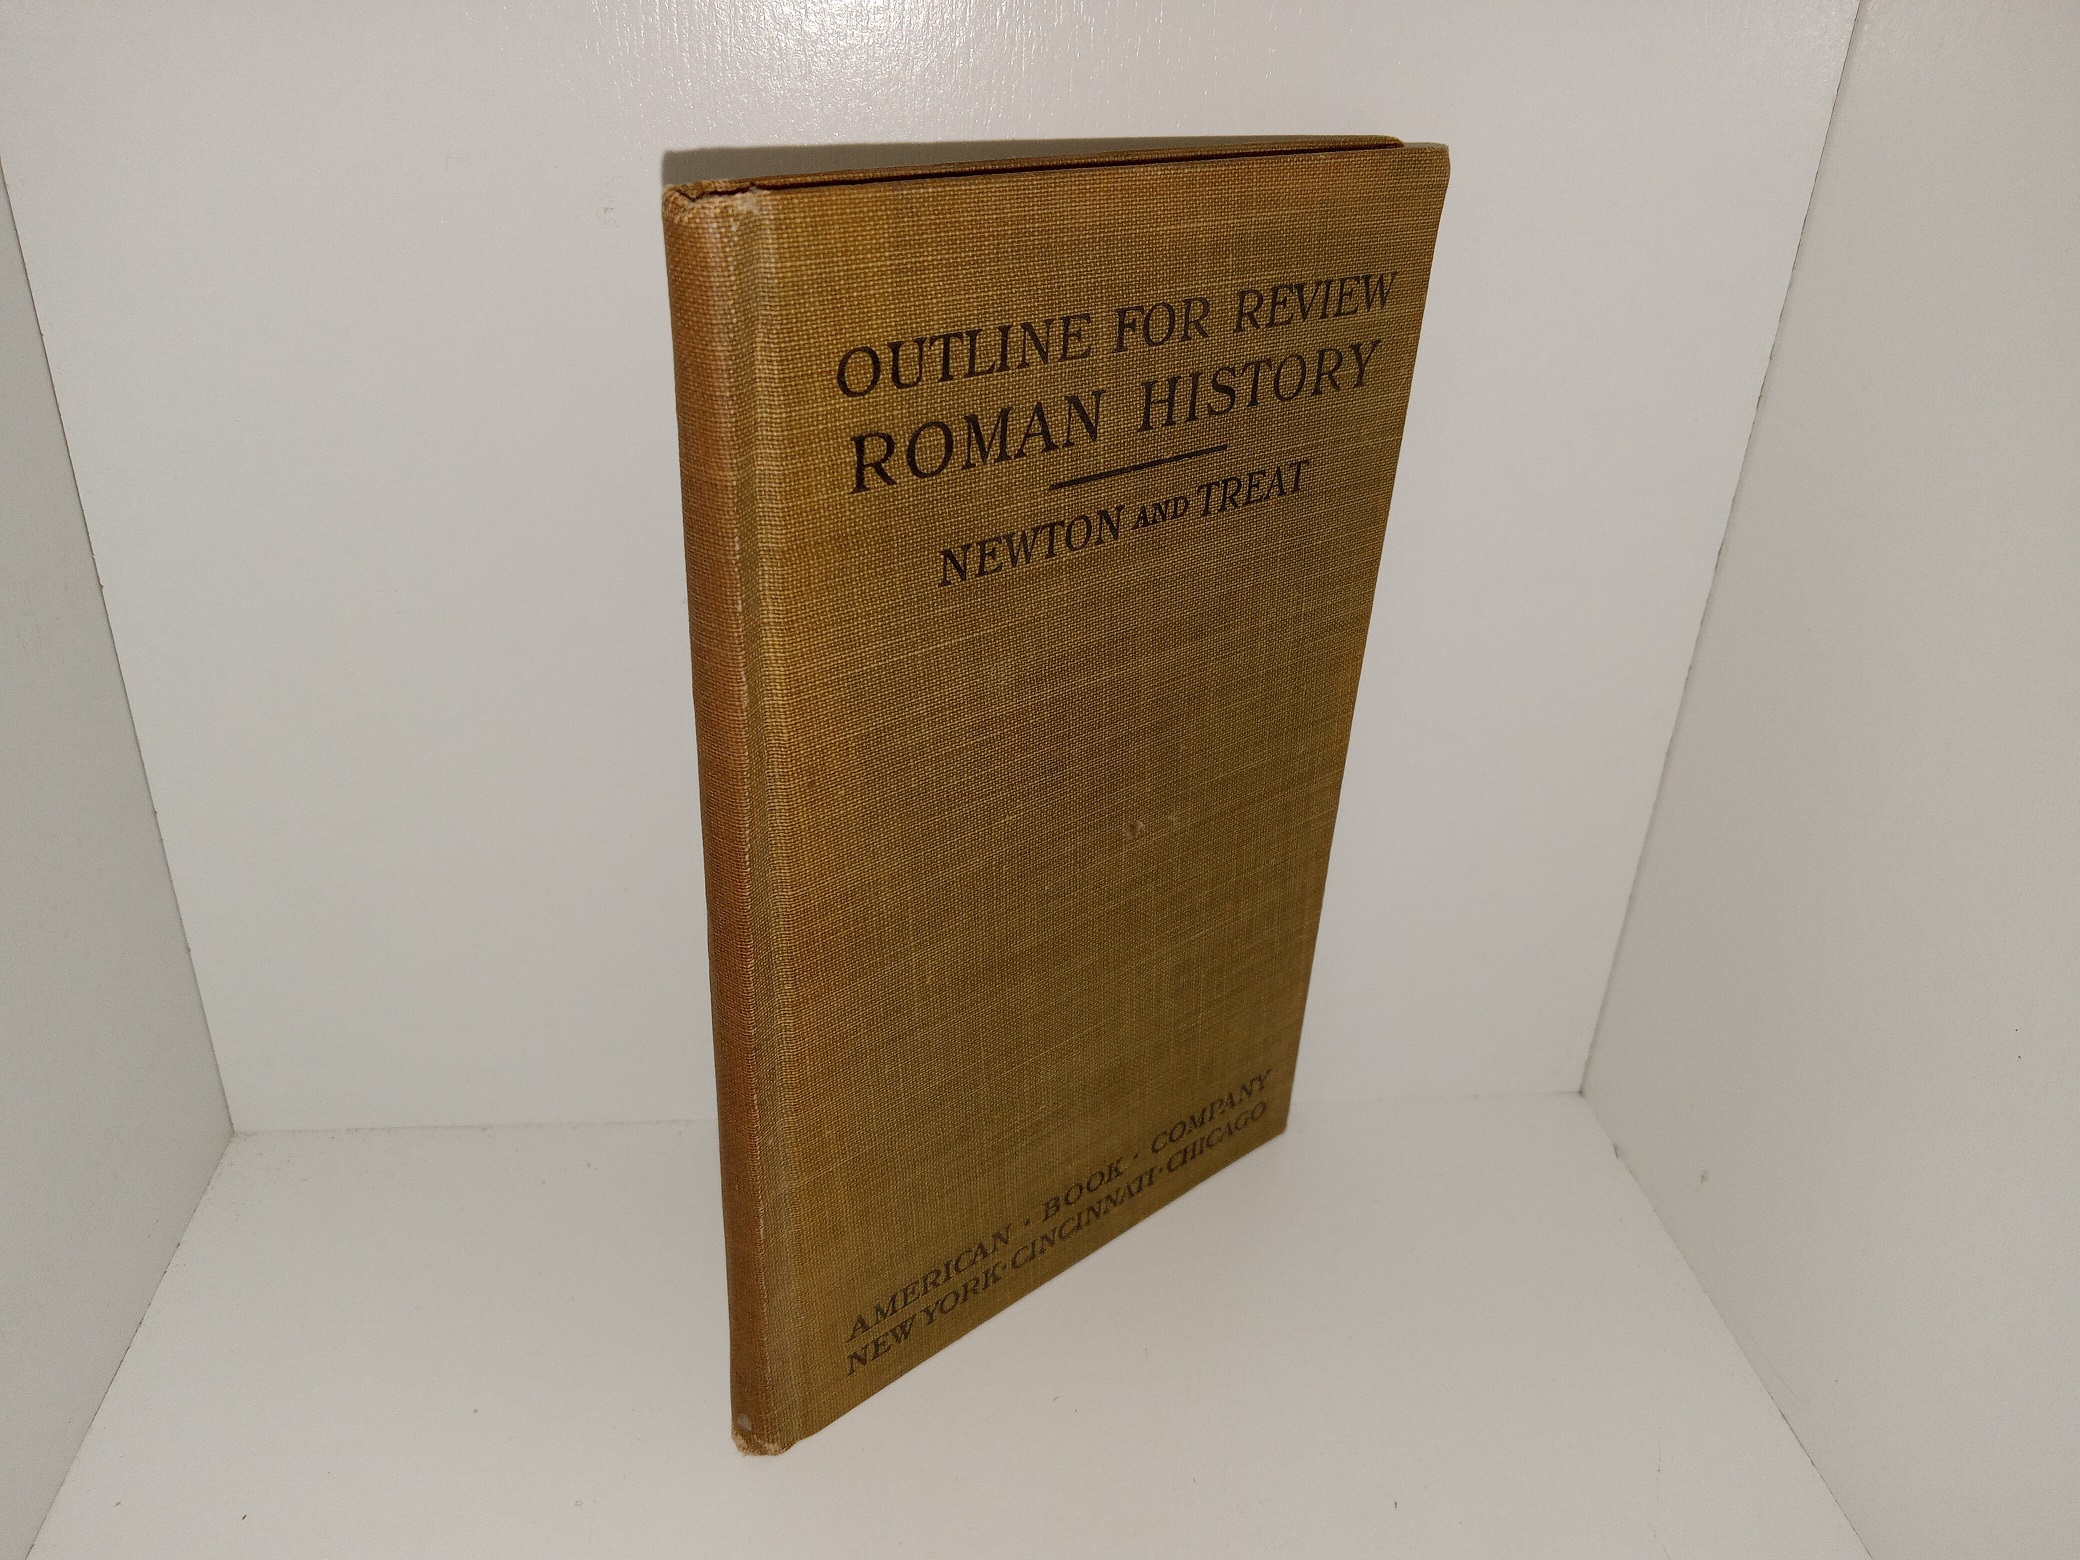 OUTLINE FOR REVIEW
ROMAN HISTORY
NEWTON AND TREAT
AMERICAN · BOOK · COMPANY
NEW YORK · CINCINNATI · CHICAGO